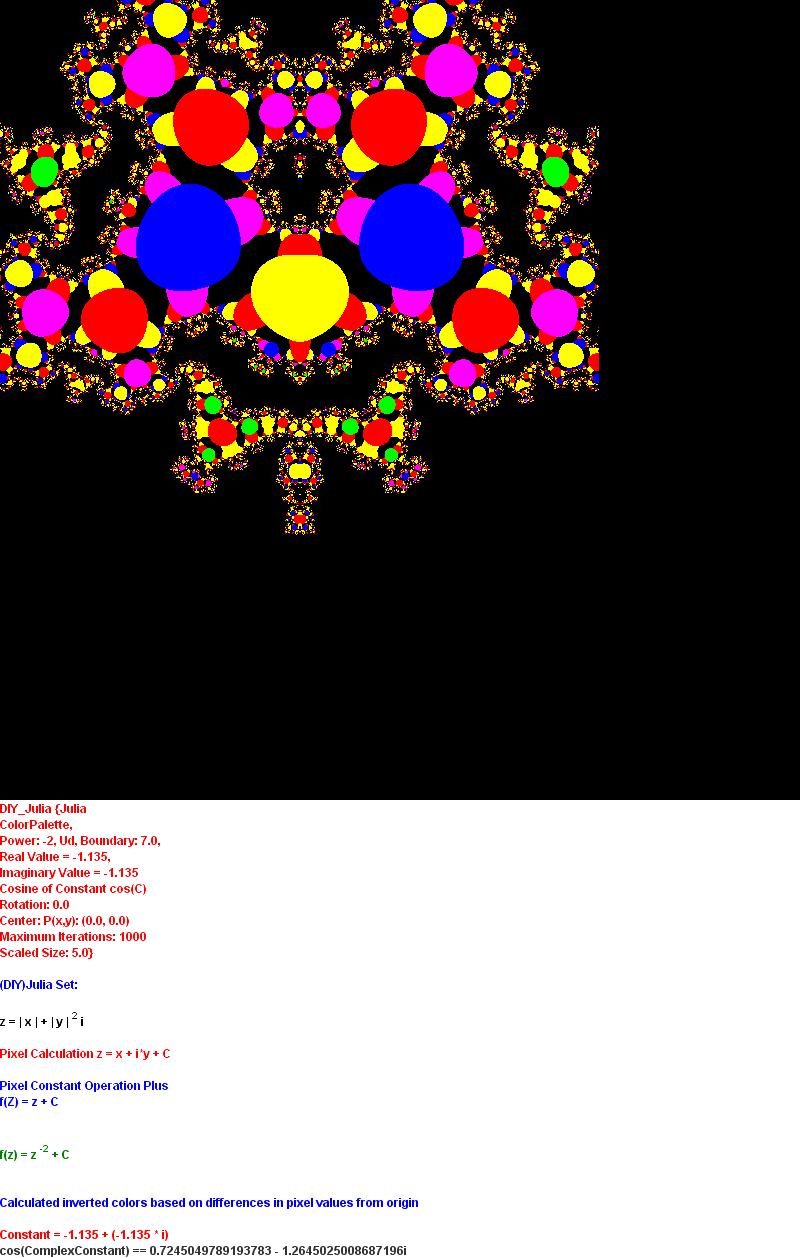 DIY_Julia {Julia
ColorPalette,
Power: -2, Ud, Boundary: 7.0,
Real Value = -1.135,
Imaginary Value = -1.135
Cosine of Constant cos(C)
Rotation: 0.0
Center: P(x,y): (0.0, 0.0)
Maximum Iterations: 1000
Scaled Size: 5.0}
(DIY)Julia Set:
z = | x | + | y | 2 i
Pixel Calculation z = x + i*y + C
Pixel Constant Operation Plus
f(Z) = z + C
f(z) = z -2 + C
Calculated inverted colors based on differences in pixel values from origin
Constant = -1.135 + (-1.135 * i)
cos(ComplexConstant) == 0.7245049789193783 - 1.2645025008687196i